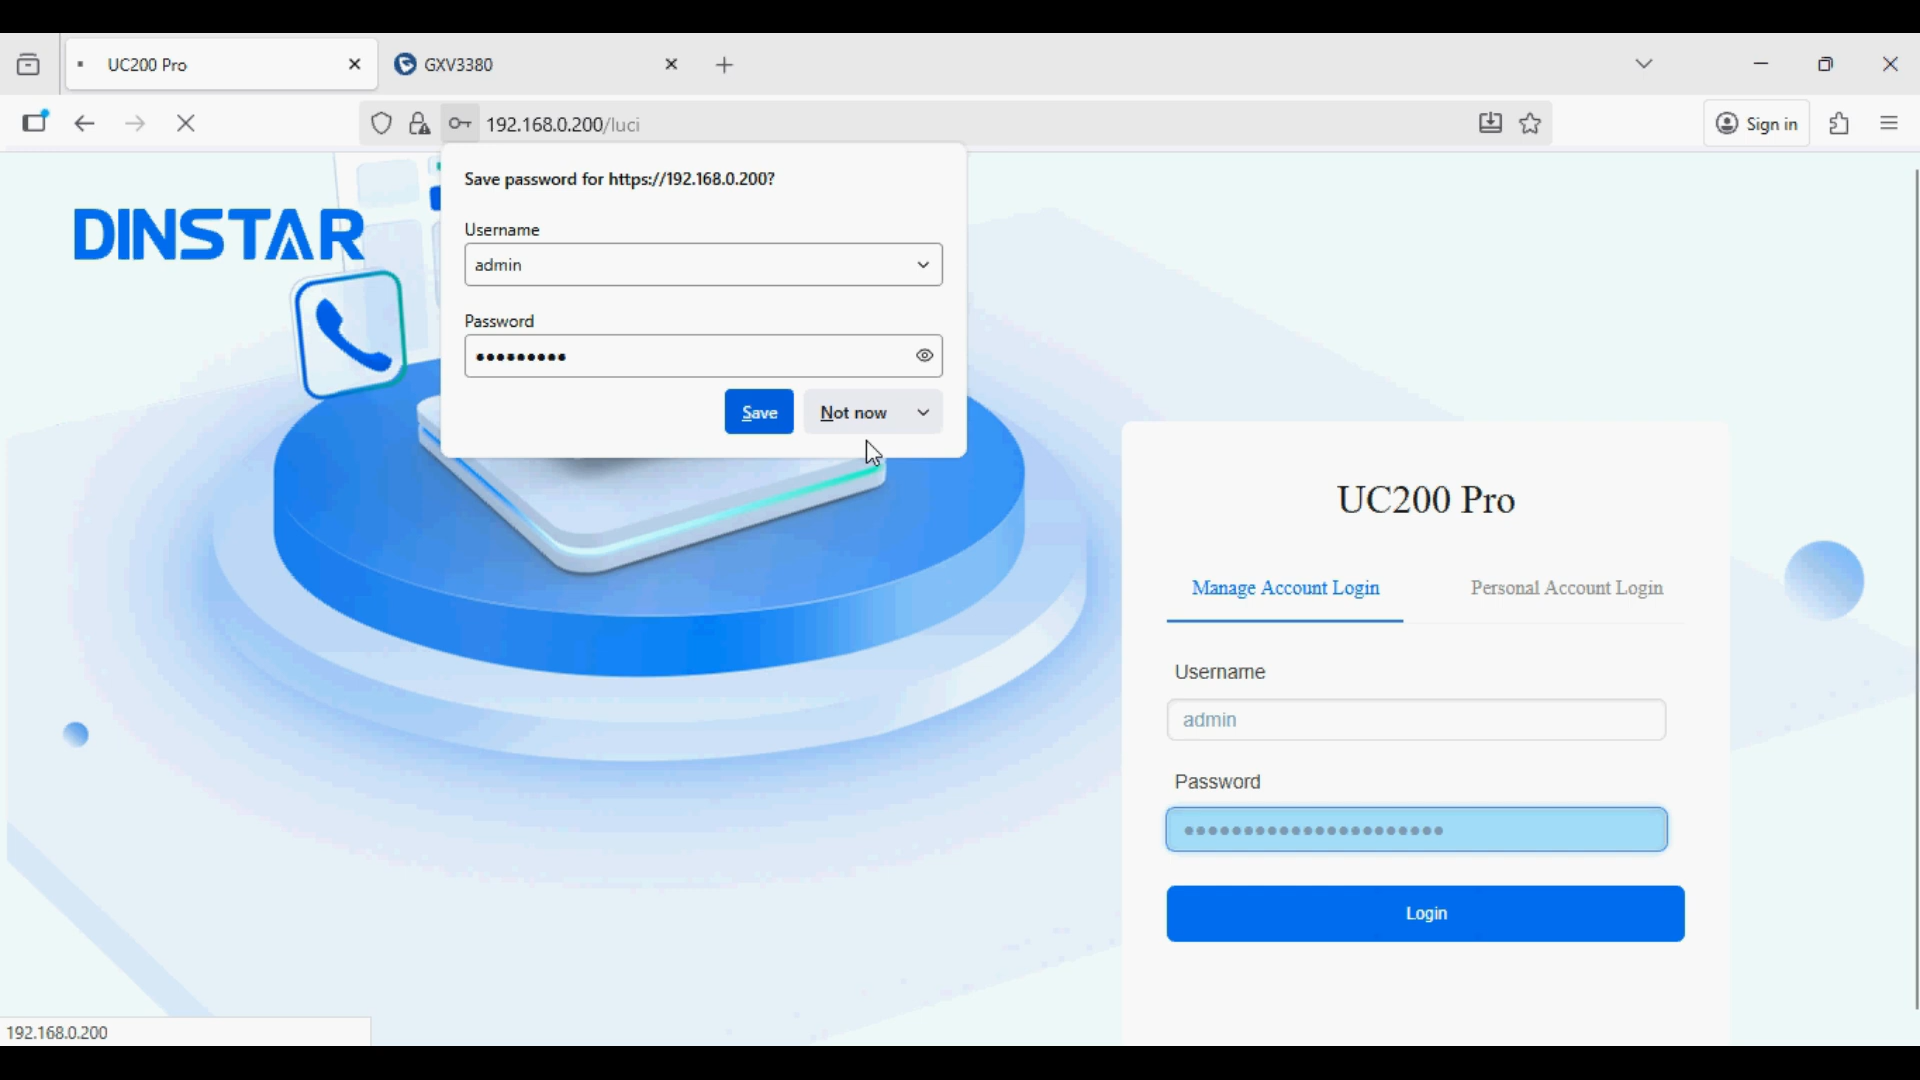 UC200 Pro
GXV3380
192.168.0.200/luci
Sign in
Save password for https://192.168.0.200?
Username
admin
Password
•••••••••
Save
Not now
DINSTAR
UC200 Pro
Manage Account Login
Personal Account Login
Username
admin
Password
••••••••••••••••••••••
Login
192.168.0.200